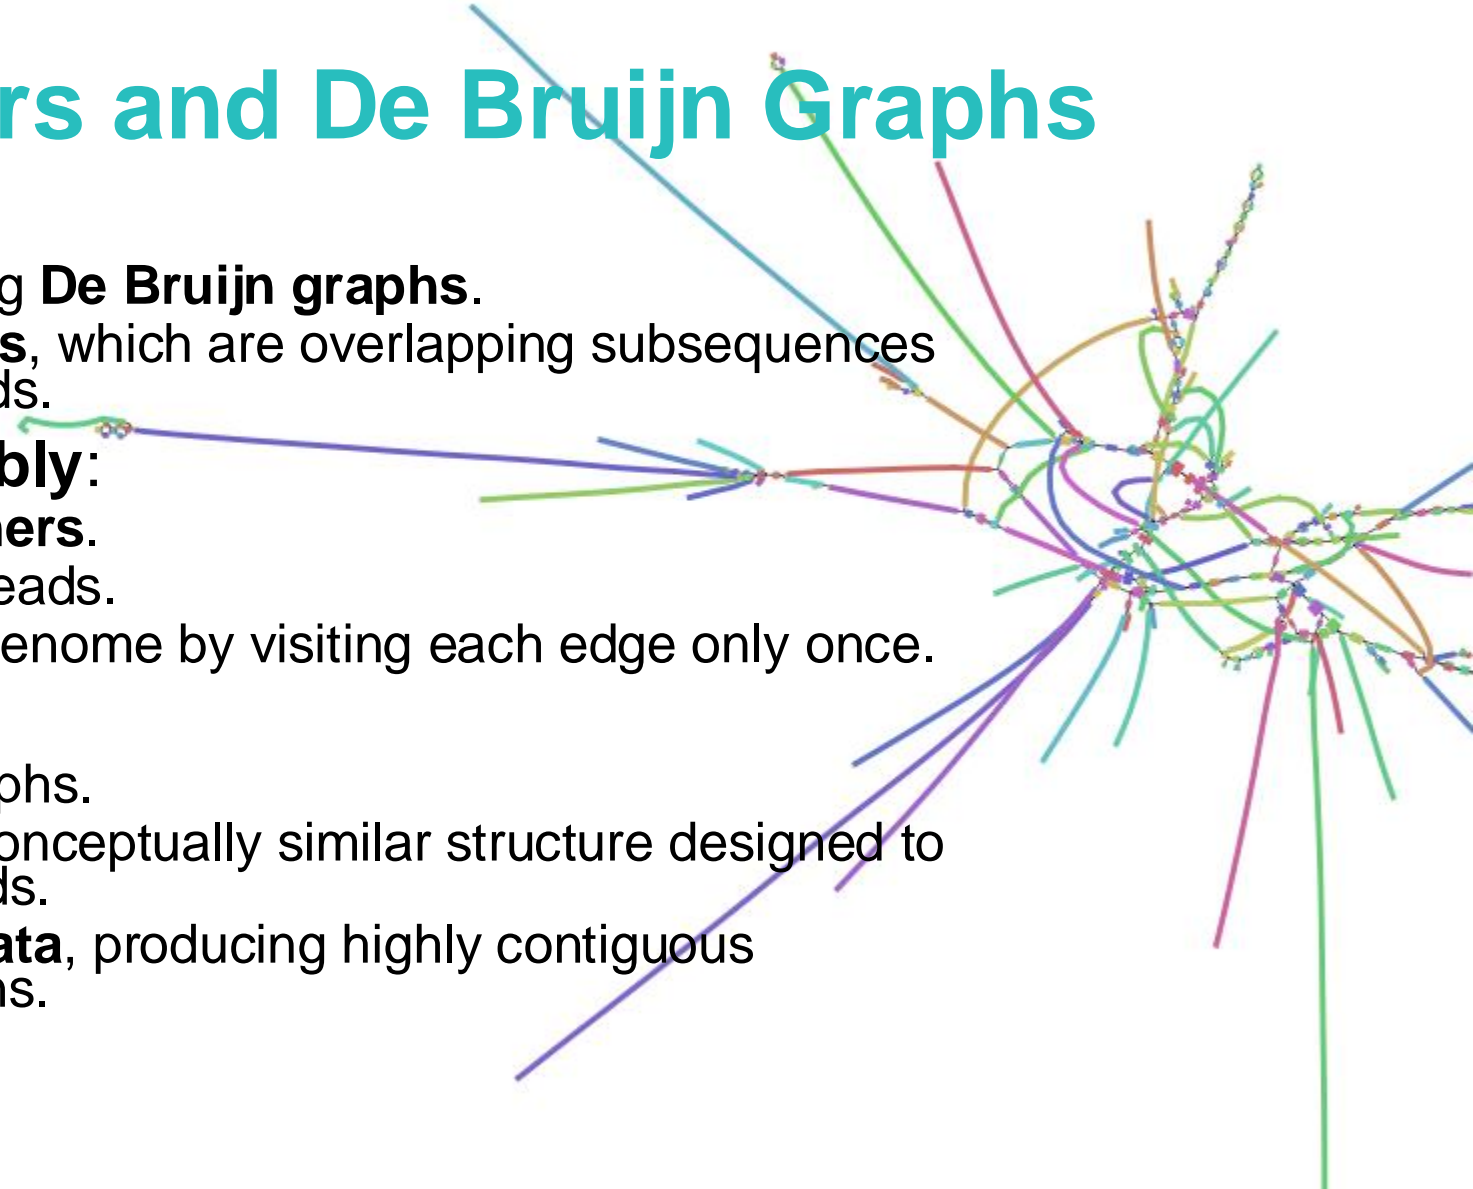 rs and De Bruijn Graphs
g De Bruijn graphs.
s, which are overlapping subsequences
ds.
bly:
ners.
eads.
enome by visiting each edge only once.
phs.
onceptually similar structure designed to
ds.
ata, producing highly contiguous
ns.